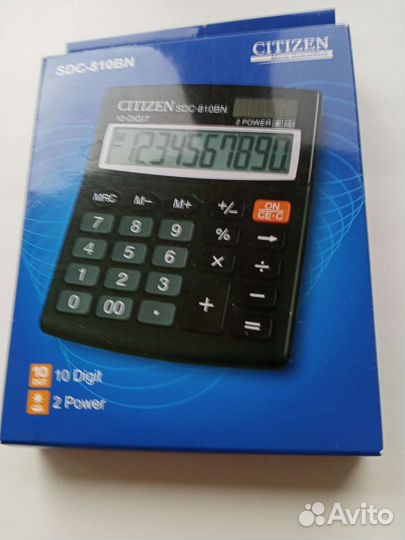 SDC-810BN
CITIZEN
CITIZEN SDC-810BN
10-DIGIT
2 POWER
-1234567890
MRC M− M+ +/− ON
CE·C
7 8 9 % →
4 5 6 × ÷
1 2 3 + −
0 00 · =
10 10 Digit
2 Power
Avito